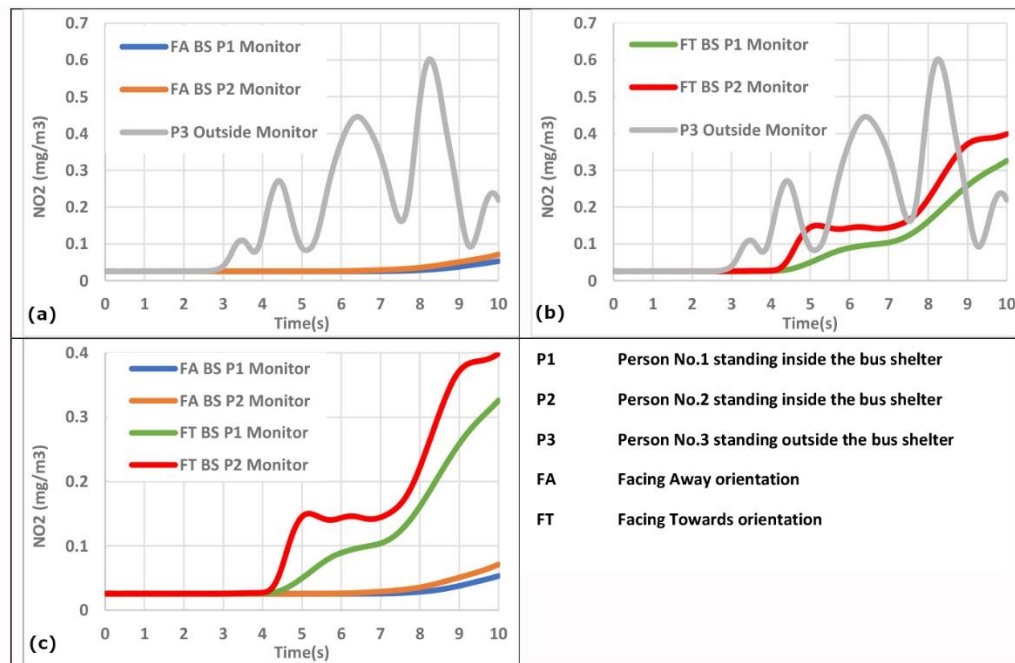 0.7
0.6
0.5
0.4
0.3
0.2
0.1
0
NO2 (mg/m3)
FA BS P1 Monitor
FA BS P2 Monitor
P3 Outside Monitor
0 1 2 3 4 5 6 7 8 9 10
Time(s)
(a)
0.7
0.6
0.5
0.4
0.3
0.2
0.1
0
NO2 (mg/m3)
FT BS P1 Monitor
FT BS P2 Monitor
P3 Outside Monitor
0 1 2 3 4 5 6 7 8 9 10
Time(s)
(b)
0.4
0.3
0.2
0.1
0
NO2 (mg/m3)
FA BS P1 Monitor
FA BS P2 Monitor
FT BS P1 Monitor
FT BS P2 Monitor
0 1 2 3 4 5 6 7 8 9 10
Time(s)
(c)
P1 Person No.1 standing inside the bus shelter
P2 Person No.2 standing inside the bus shelter
P3 Person No.3 standing outside the bus shelter
FA Facing Away orientation
FT Facing Towards orientation